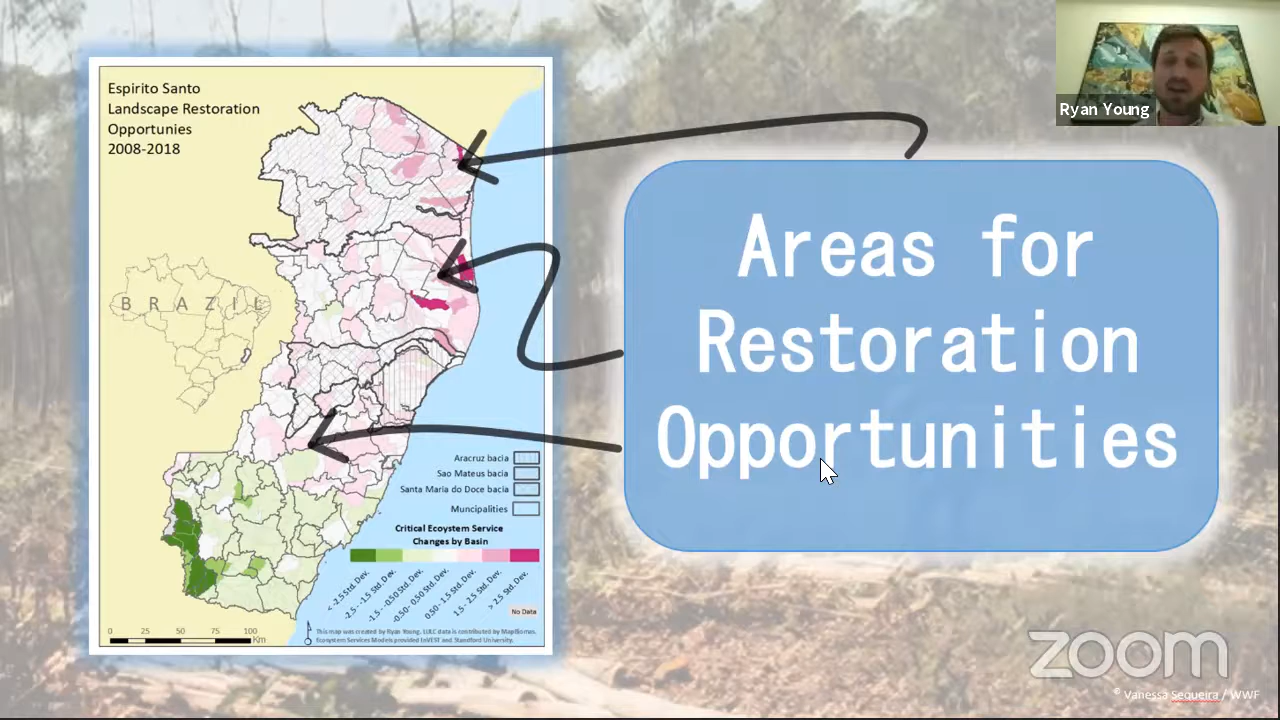 Espirito Santo
Landscape Restoration
Opportunies
2008-2018
BRAZIL
Aracruz bacia
Sao Mateus bacia
Santa Maria do Doce bacia
Muncipalities
Critical Ecoystem Service
Changes by Basin
< -2.5 Std. Dev.
-2.5 - -1.5 Std. Dev.
-1.5 - -0.50 Std. Dev.
-0.50 - 0.50 Std. Dev.
0.50 - 1.5 Std. Dev.
1.5 - 2.5 Std. Dev.
> 2.5 Std. Dev.
No Data
0 25 50 75 100
Km
This map was created by Ryan Young. LULC data is contributed by MapBiomas.
Ecosystem Services Models provided InVEST and Standford University.
Ryan Young
Areas for
Restoration
Opportunities
zoom
© Vanessa Sequeira / WWF